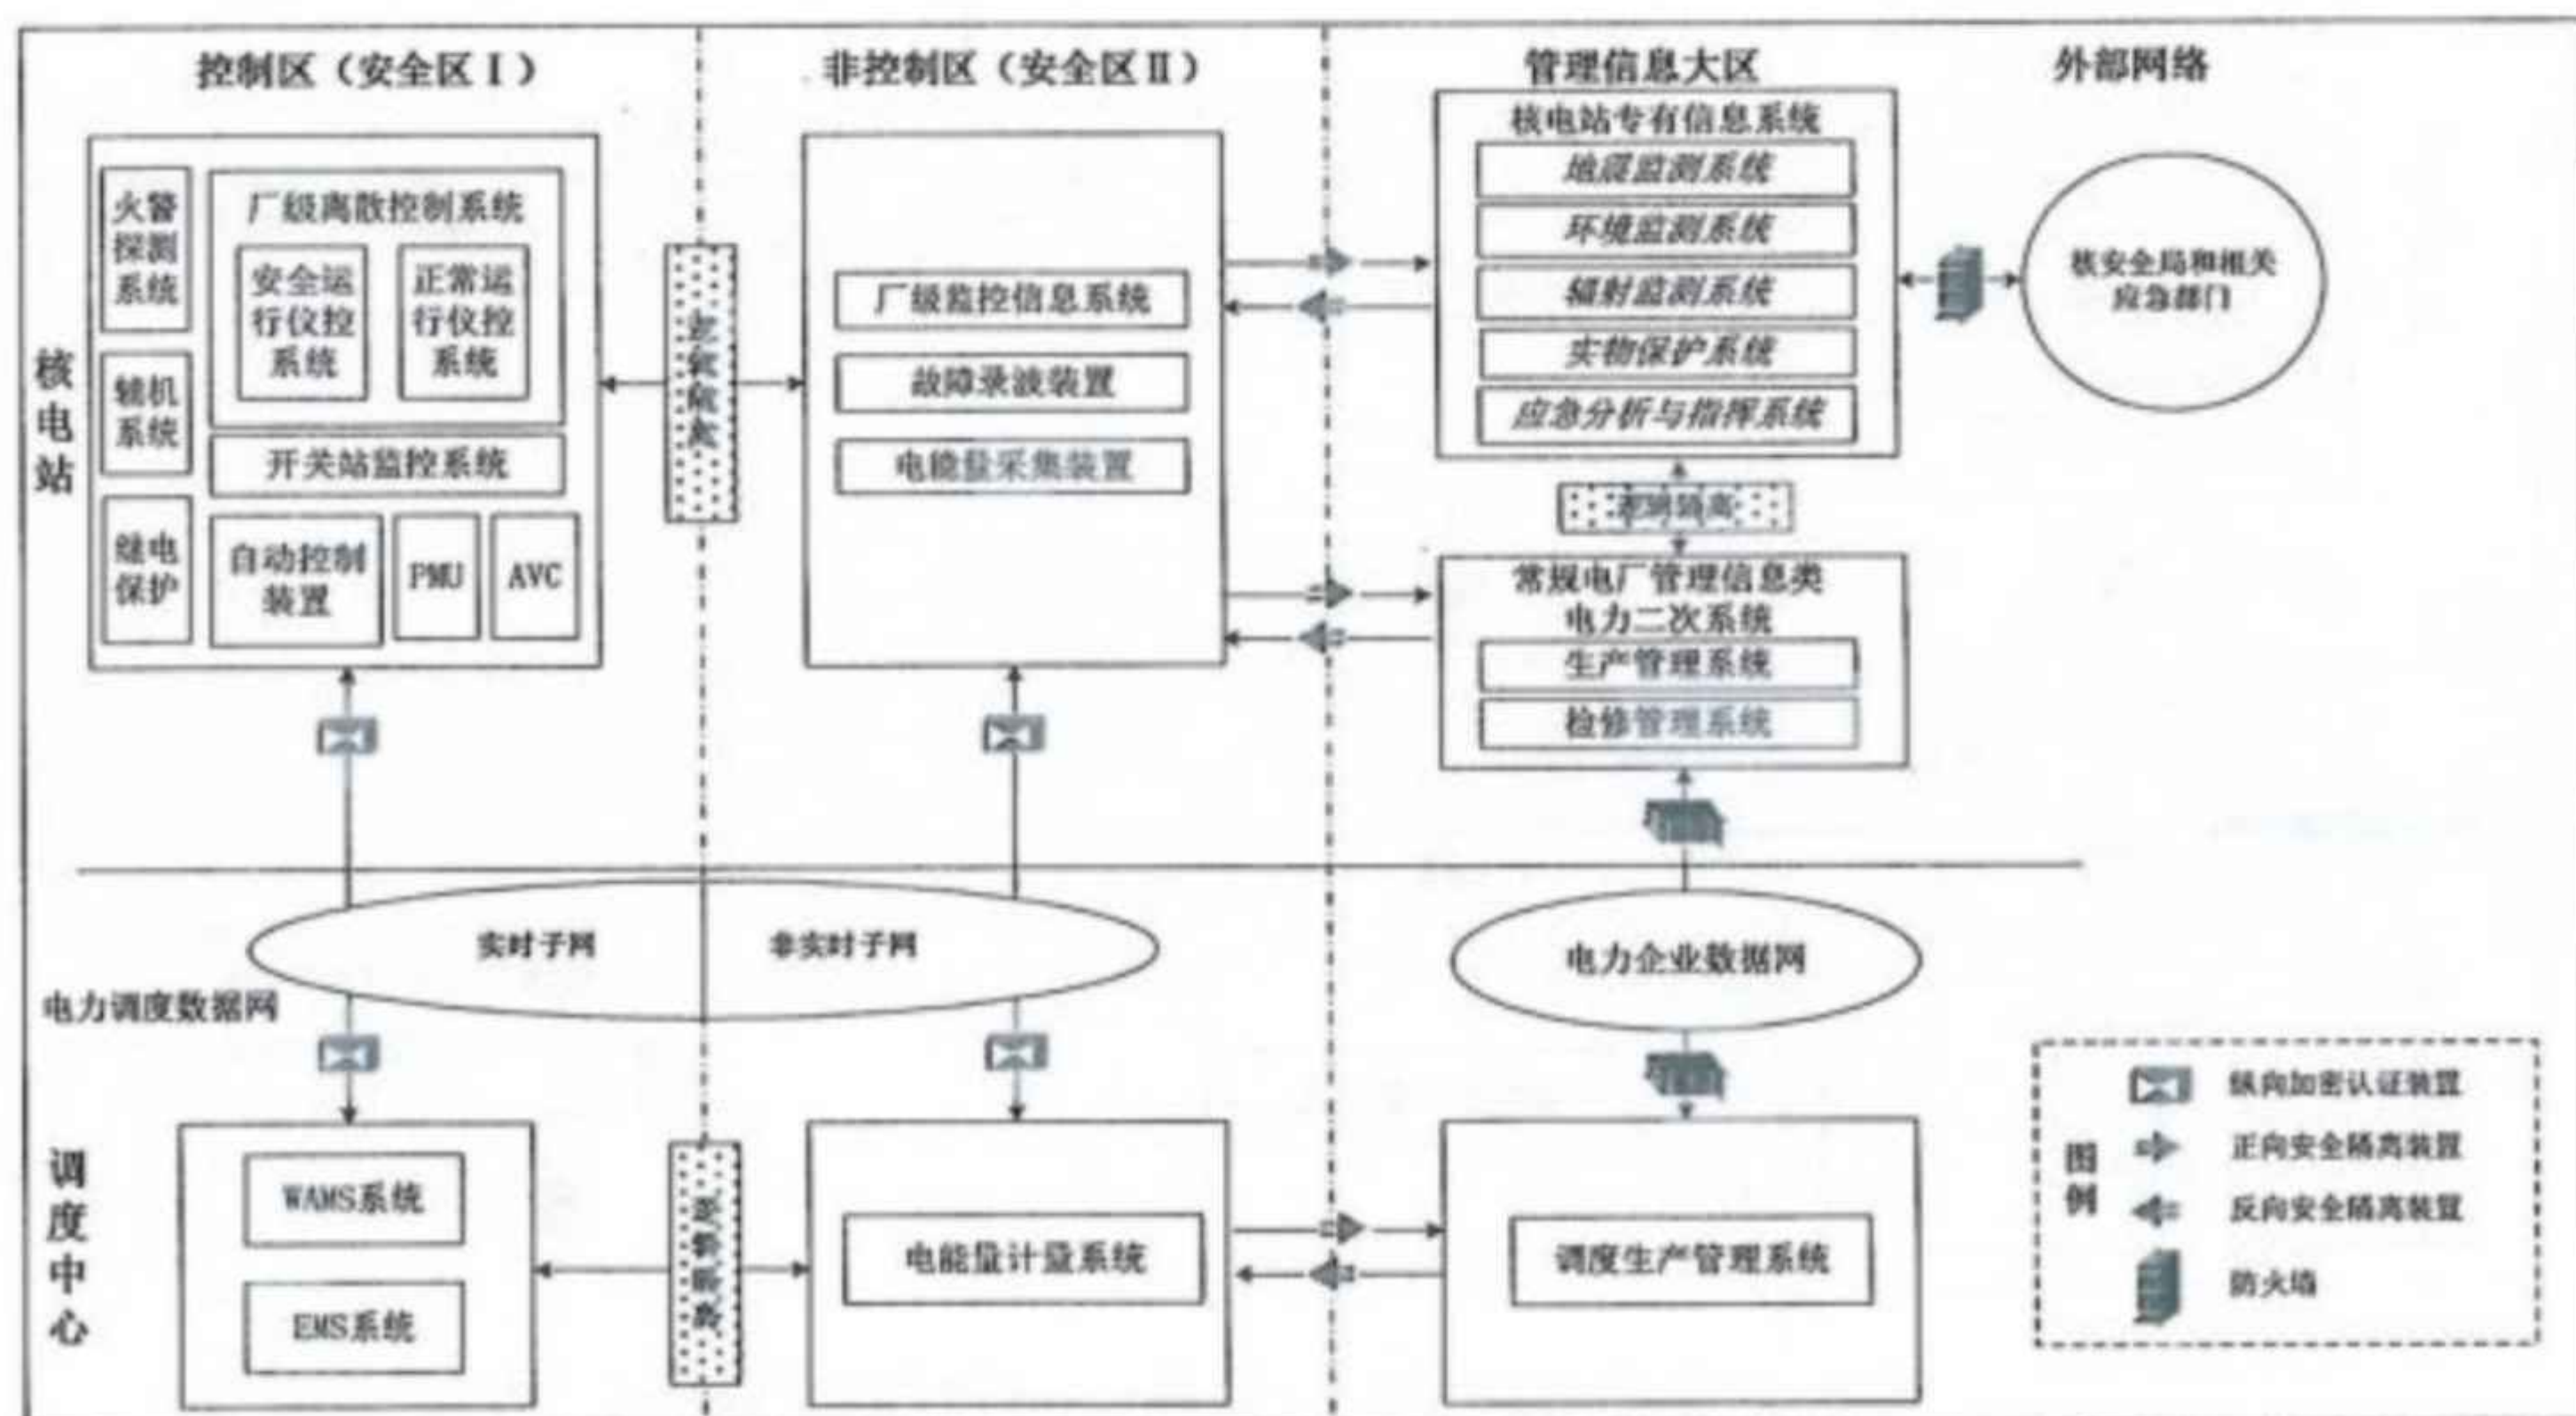 控制区（安全区Ⅰ）
非控制区（安全区Ⅱ）
管理信息大区
外部网络
核电站
火警
探测
系统
厂级离散控制系统
安全运
行仪控
系统
正常运
行仪控
系统
辅机
系统
开关站监控系统
继电
保护
自动控制
装置
PMU
AVC
厂级监控信息系统
故障录波装置
电能量采集装置
核电站专有信息系统
地震监测系统
环境监测系统
辐射监测系统
实物保护系统
应急分析与指挥系统
核安全局和相关
应急部门
逻辑隔离
常规电厂管理信息类
电力二次系统
生产管理系统
检修管理系统
实时子网
非实时子网
电力企业数据网
电力调度数据网
调度中心
WAMS系统
EMS系统
电能量计量系统
调度生产管理系统
图例
纵向加密认证装置
正向安全隔离装置
反向安全隔离装置
防火墙